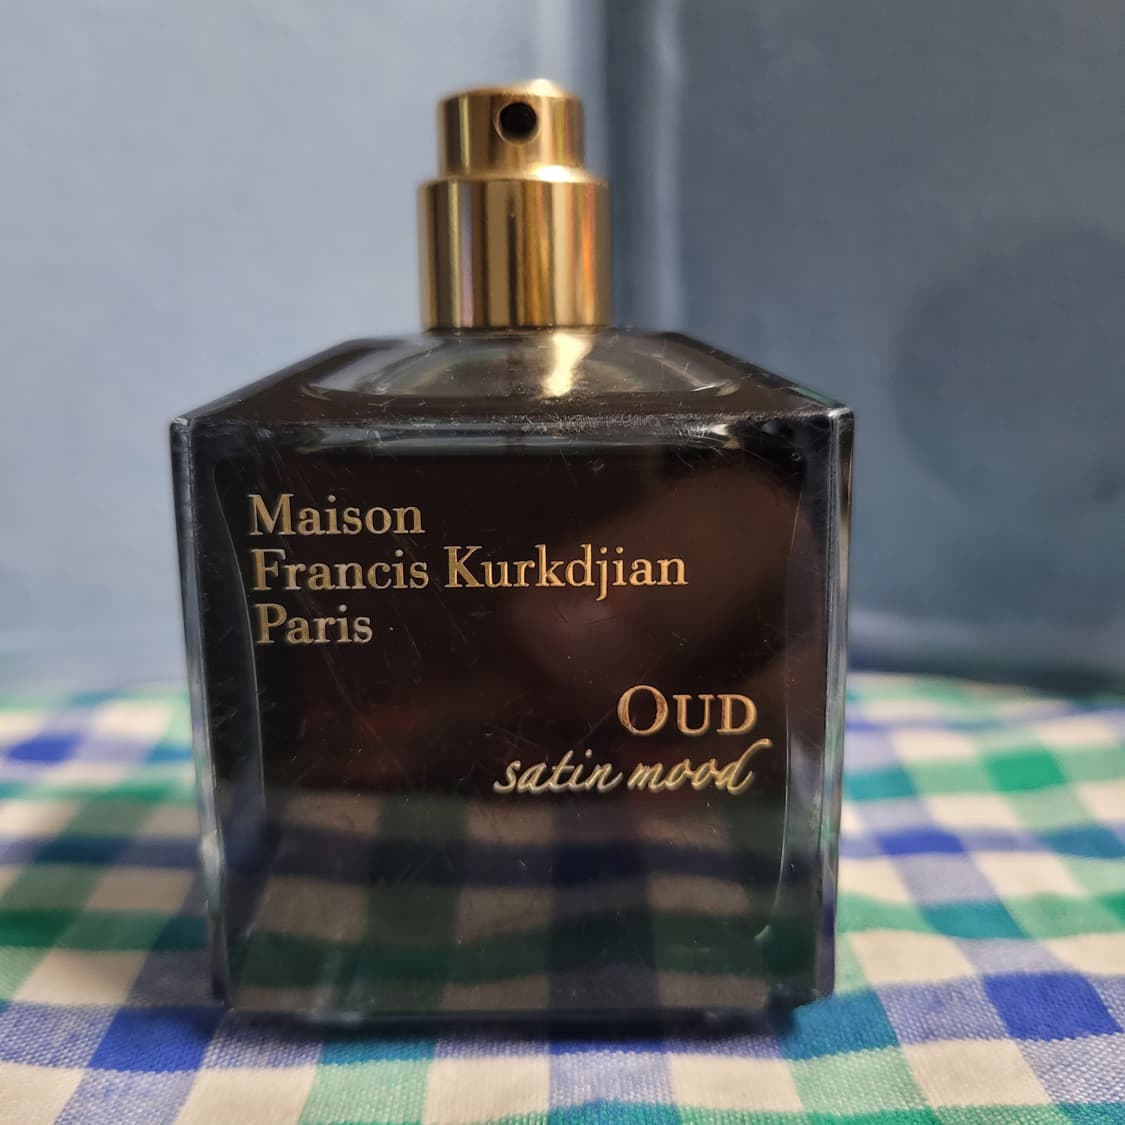 Maison
Francis Kurkdjian
Paris
OUD
satin mood